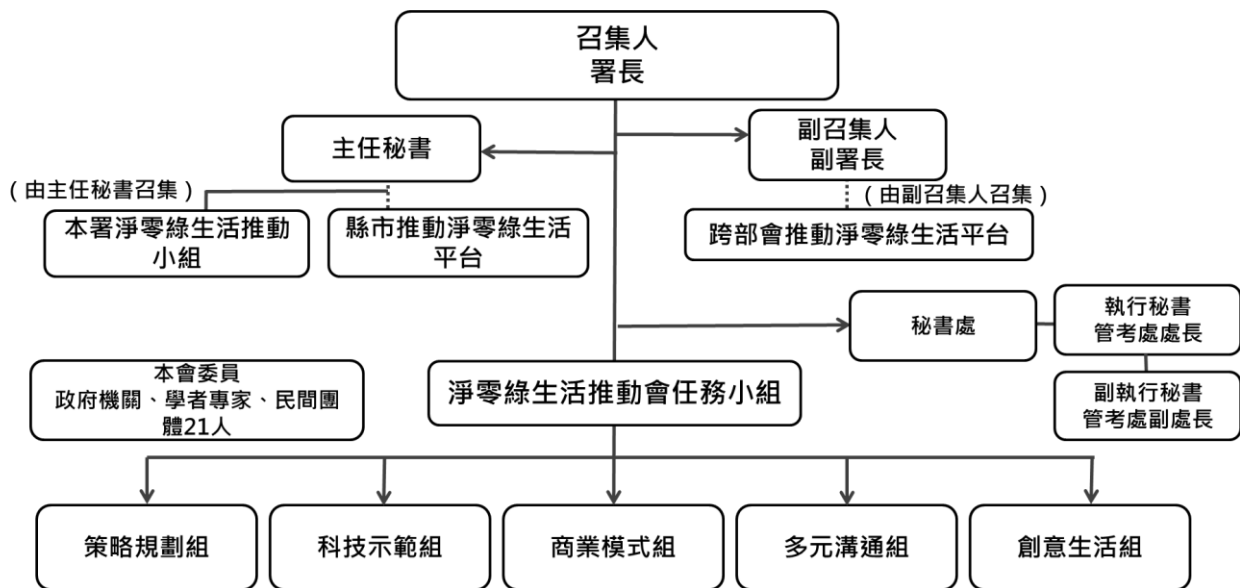 召集人
署長
主任秘書
副召集人
副署長
（由主任秘書召集）
（由副召集人召集）
本署淨零綠生活推動
小組
縣市推動淨零綠生活
平台
跨部會推動淨零綠生活平台
秘書處
執行秘書
管考處處長
副執行秘書
管考處副處長
本會委員
政府機關、學者專家、民間團
體21人
淨零綠生活推動會任務小組
策略規劃組
科技示範組
商業模式組
多元溝通組
創意生活組